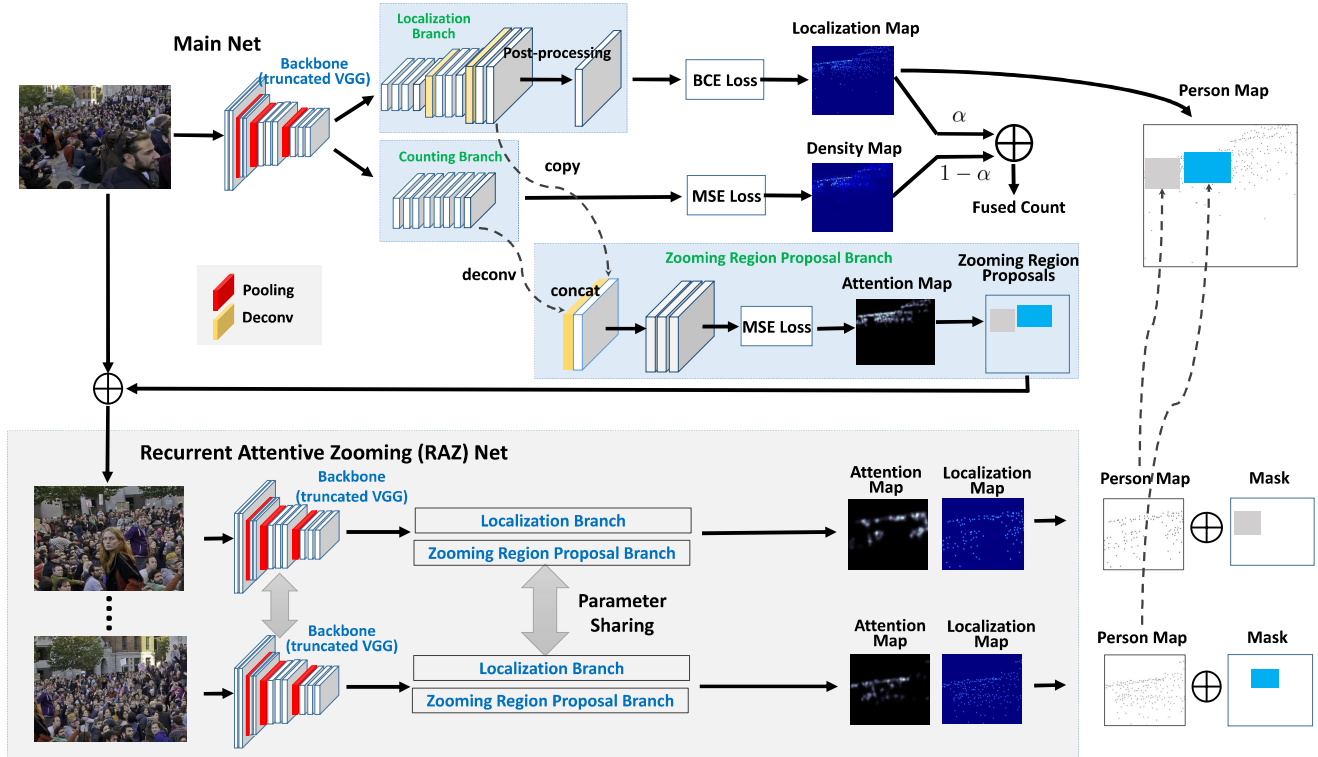 Main Net
Backbone
(truncated VGG)
Localization
Branch
Post-processing
BCE Loss
Localization Map
α
Person Map
Counting Branch
copy
MSE Loss
Density Map
1 − α
Fused Count
deconv
concat
Zooming Region Proposal Branch
MSE Loss
Attention Map
Zooming Region
Proposals
Pooling
Deconv
Recurrent Attentive Zooming (RAZ) Net
Backbone
(truncated VGG)
Localization Branch
Zooming Region Proposal Branch
Attention
Map
Localization
Map
Person Map
Mask
Parameter
Sharing
Backbone
(truncated VGG)
Localization Branch
Zooming Region Proposal Branch
Attention
Map
Localization
Map
Person Map
Mask